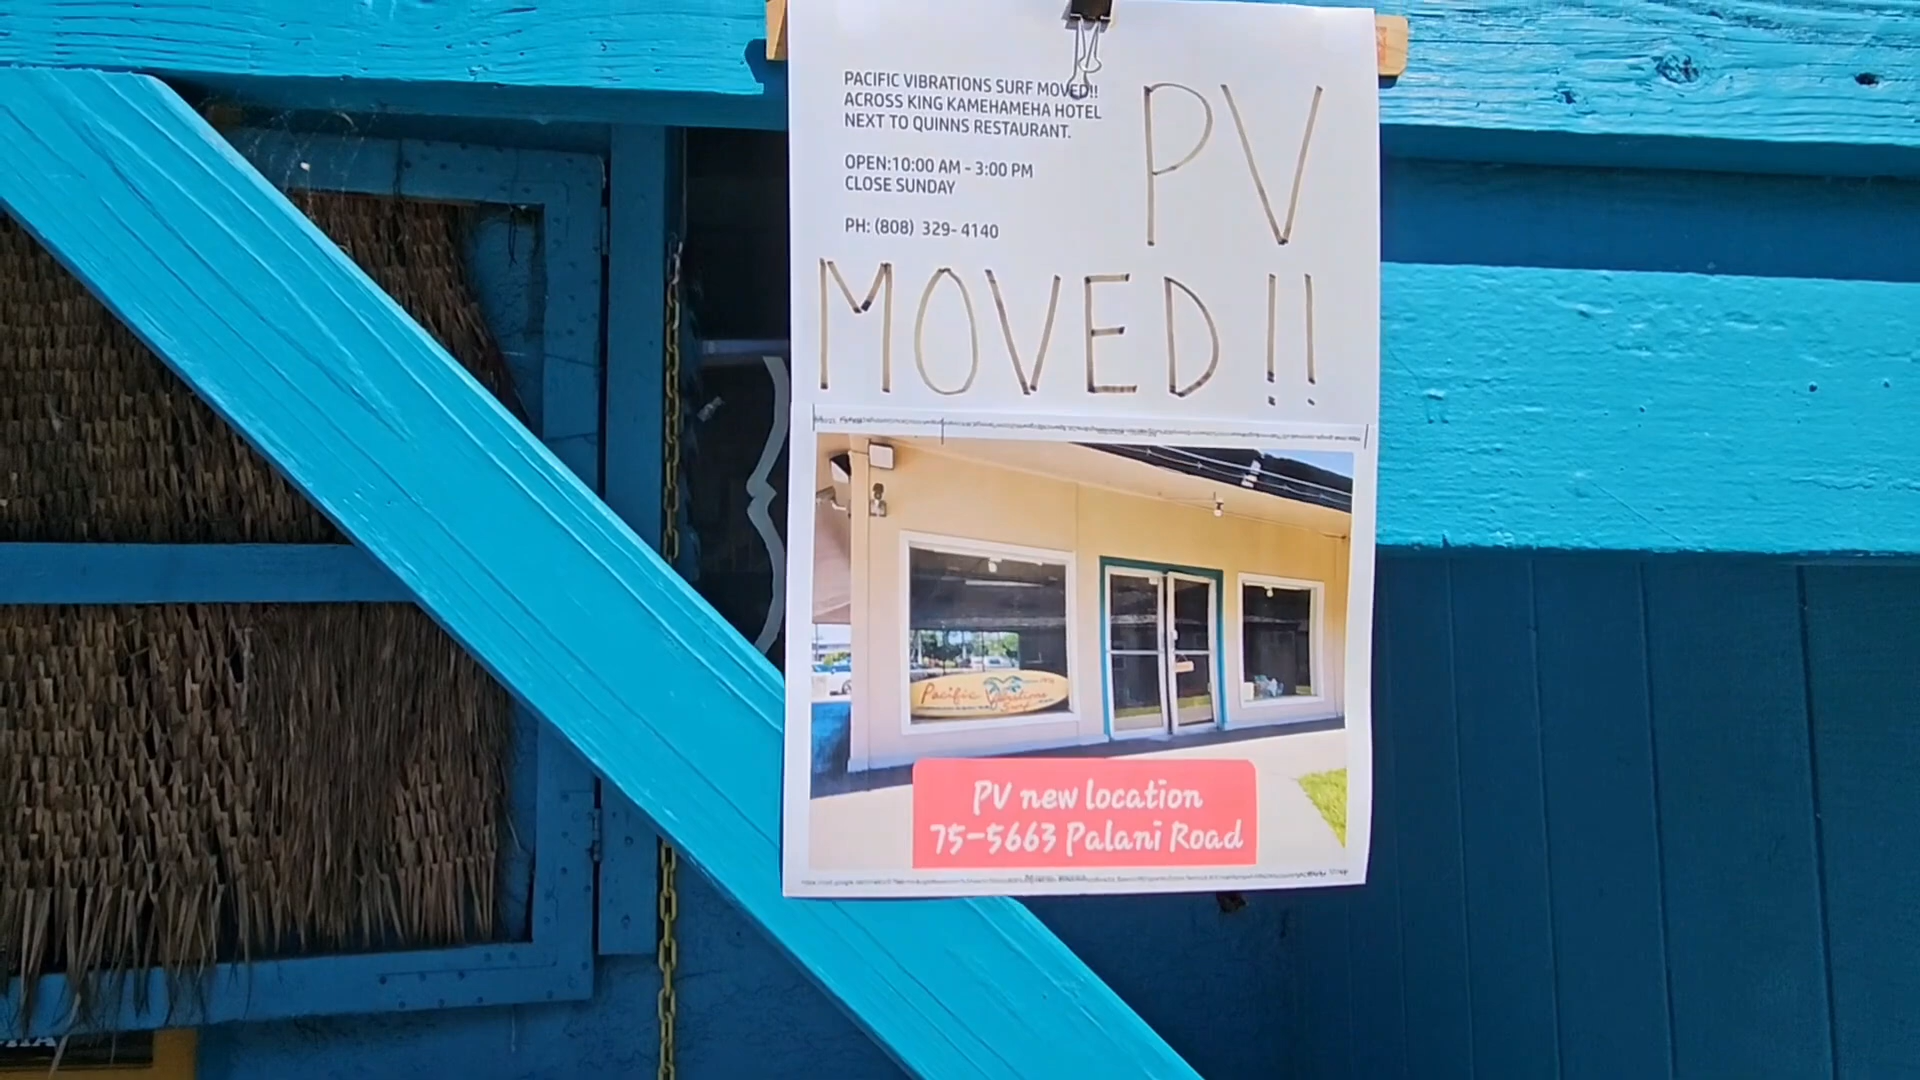 PACIFIC VIBRATIONS SURF MOVED!!
ACROSS KING KAMEHAMEHA HOTEL
NEXT TO QUINNS RESTAURANT.
OPEN:10:00 AM - 3:00 PM
CLOSE SUNDAY
PH: (808) 329-4140
PV
MOVED!!
Pacific Vibrations
Surf
PV new location
75-5663 Palani Road